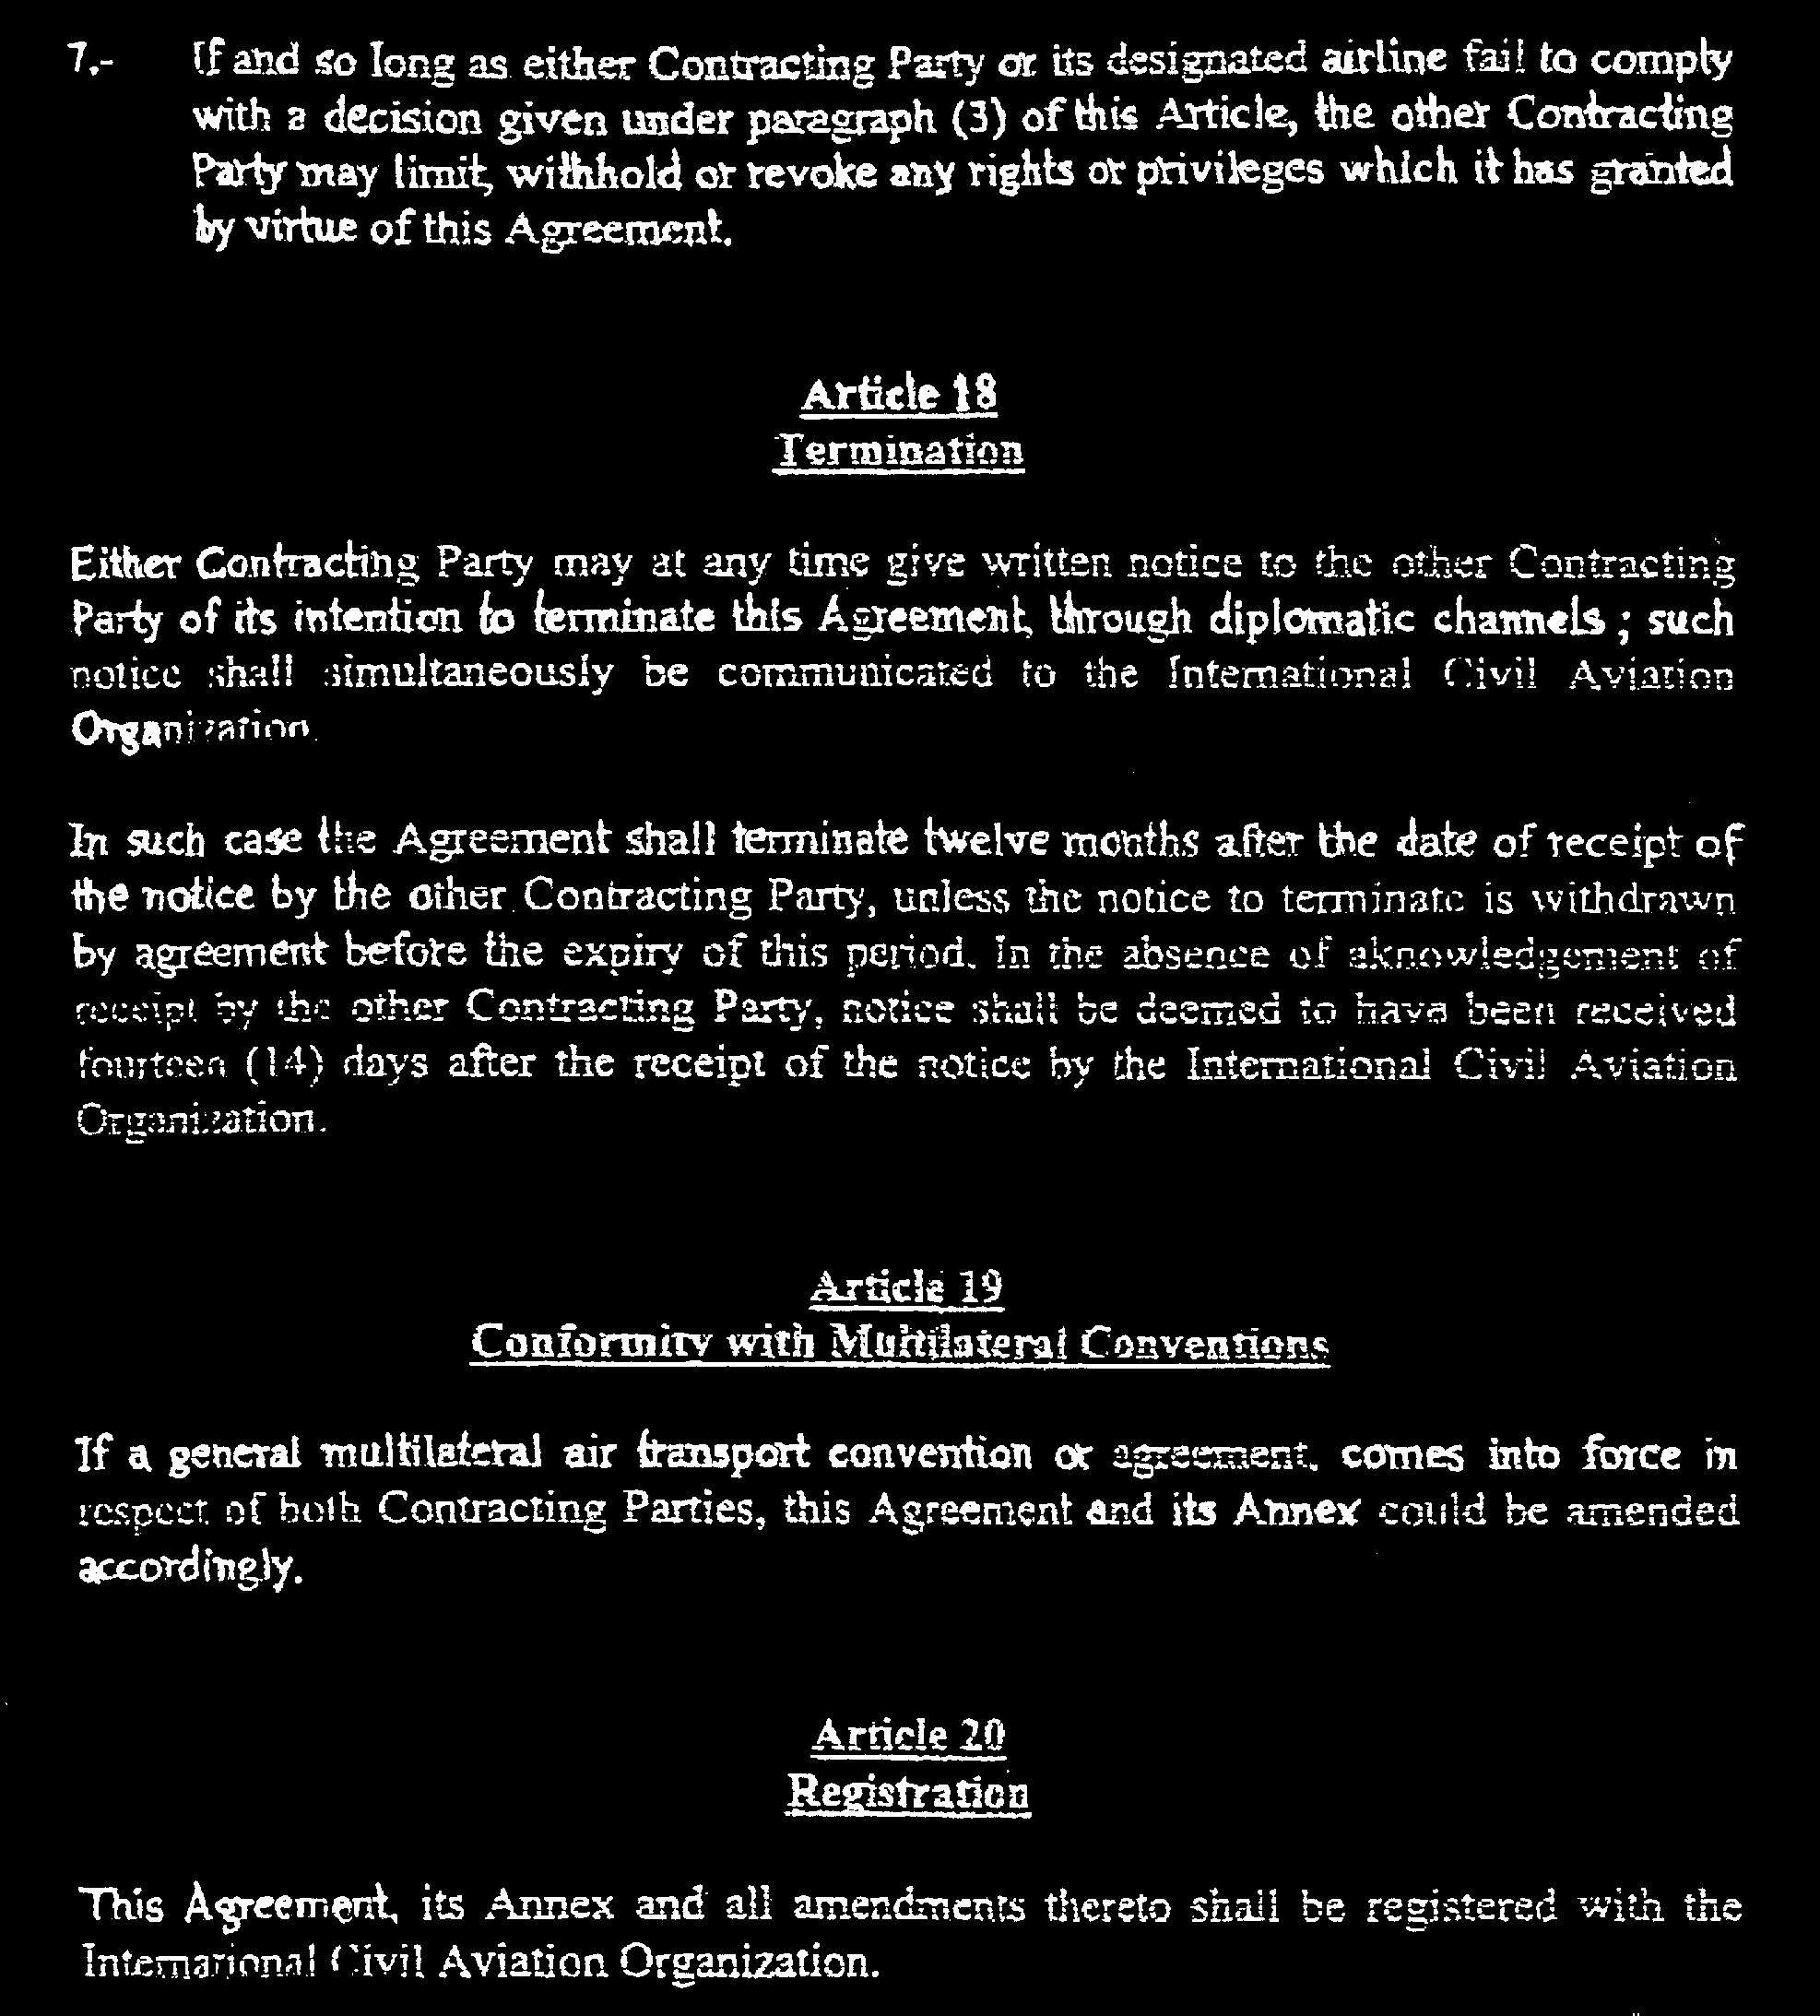 7.- If and so long as either Contracting Party or its designated airline fail to comply
with a decision given under paragraph (3) of this Article, the other Contracting
Party may limit, withhold or revoke any rights or privileges which it has granted
by virtue of this Agreement.
Article 18
Termination
Either Contracting Party may at any time give written notice to the other Contracting
Party of its intention to terminate this Agreement, through diplomatic channels ; such
notice shall simultaneously be communicated to the International Civil Aviation
Organization.
In such case the Agreement shall terminate twelve months after the date of receipt of
the notice by the other Contracting Party, unless the notice to terminate is withdrawn
by agreement before the expiry of this period. In the absence of aknowledgement of
receipt by the other Contracting Party, notice shall be deemed to have been received
fourteen (14) days after the receipt of the notice by the International Civil Aviation
Organization.
Article 19
Conformity with Multilateral Conventions
If a general multilateral air transport convention or agreement. comes into force in
respect of both Contracting Parties, this Agreement and its Annex could be amended
accordingly.
Article 20
Registration
This Agreement, its Annex and all amendments thereto shall be registered with the
International Civil Aviation Organization.